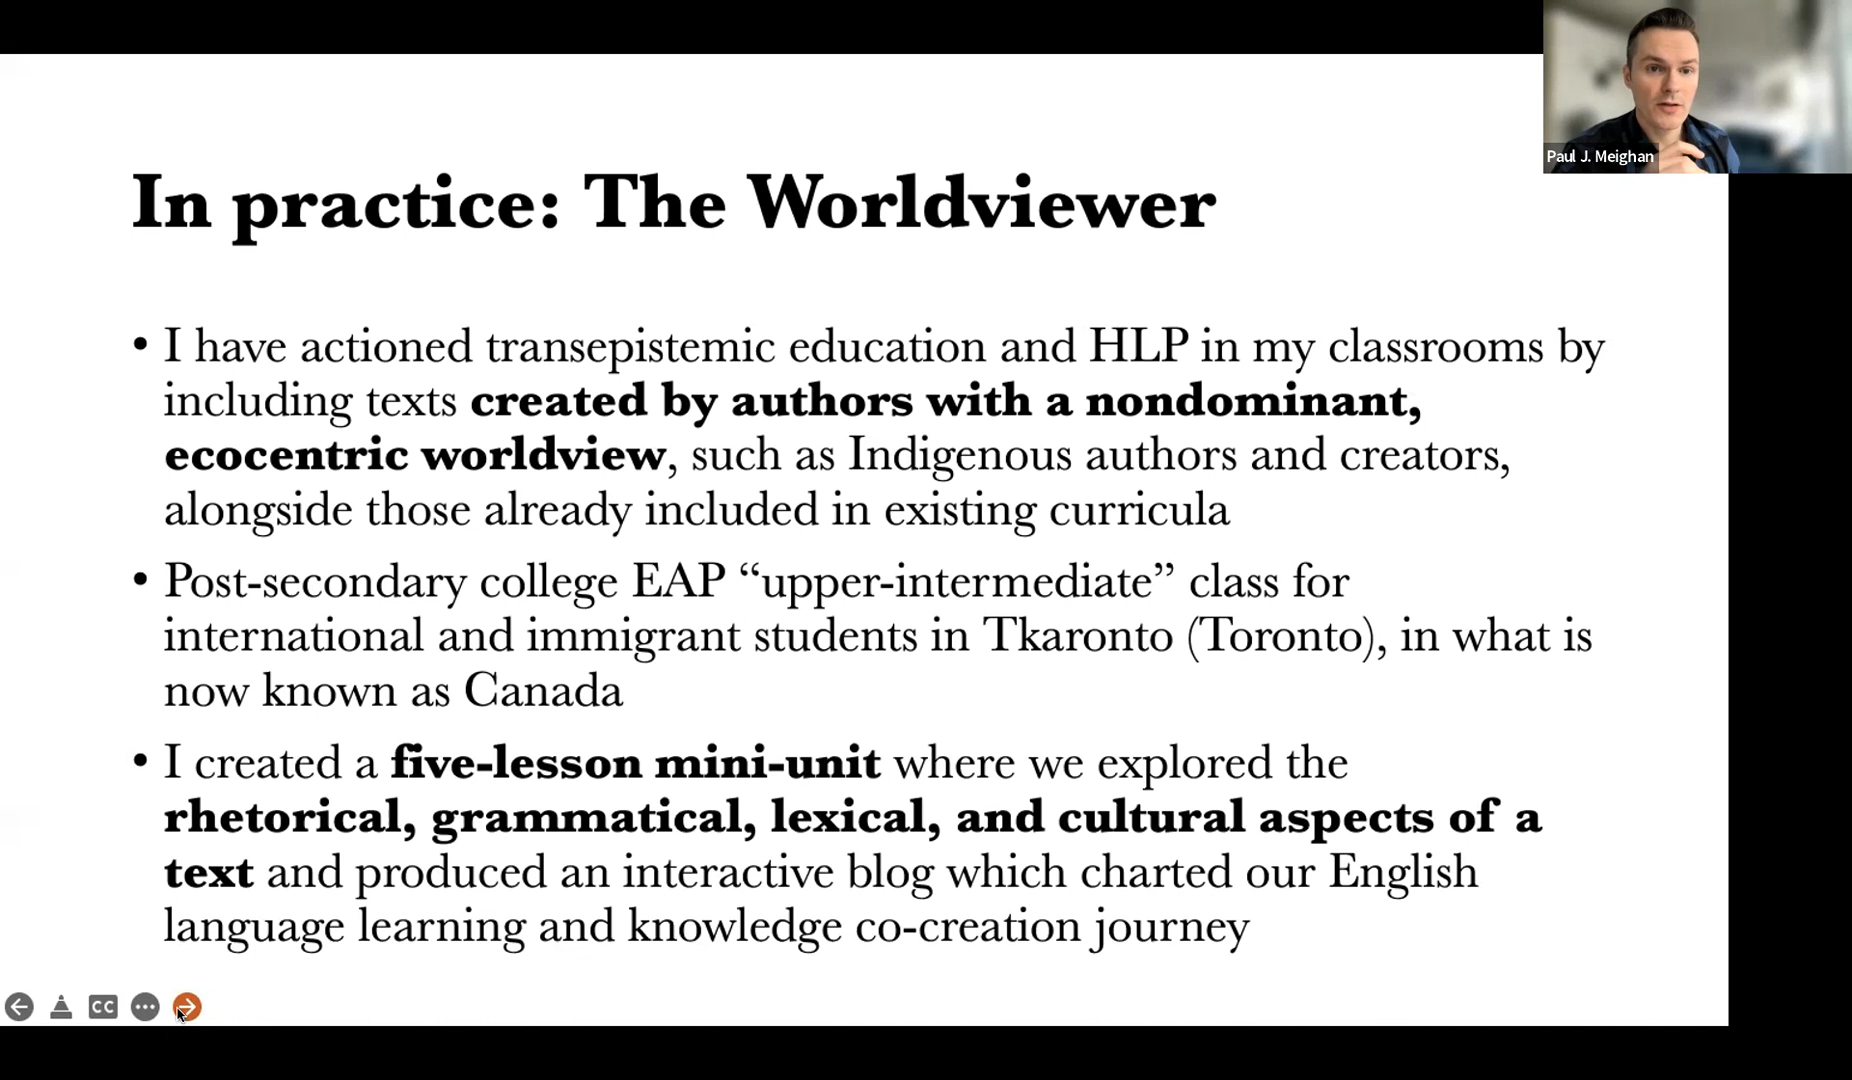 Paul J. Meighan
In practice: The Worldviewer
• I have actioned transepistemic education and HLP in my classrooms by
including texts created by authors with a nondominant,
ecocentric worldview, such as Indigenous authors and creators,
alongside those already included in existing curricula
• Post-secondary college EAP “upper-intermediate” class for
international and immigrant students in Tkaronto (Toronto), in what is
now known as Canada
• I created a five-lesson mini-unit where we explored the
rhetorical, grammatical, lexical, and cultural aspects of a
text and produced an interactive blog which charted our English
language learning and knowledge co-creation journey
CC